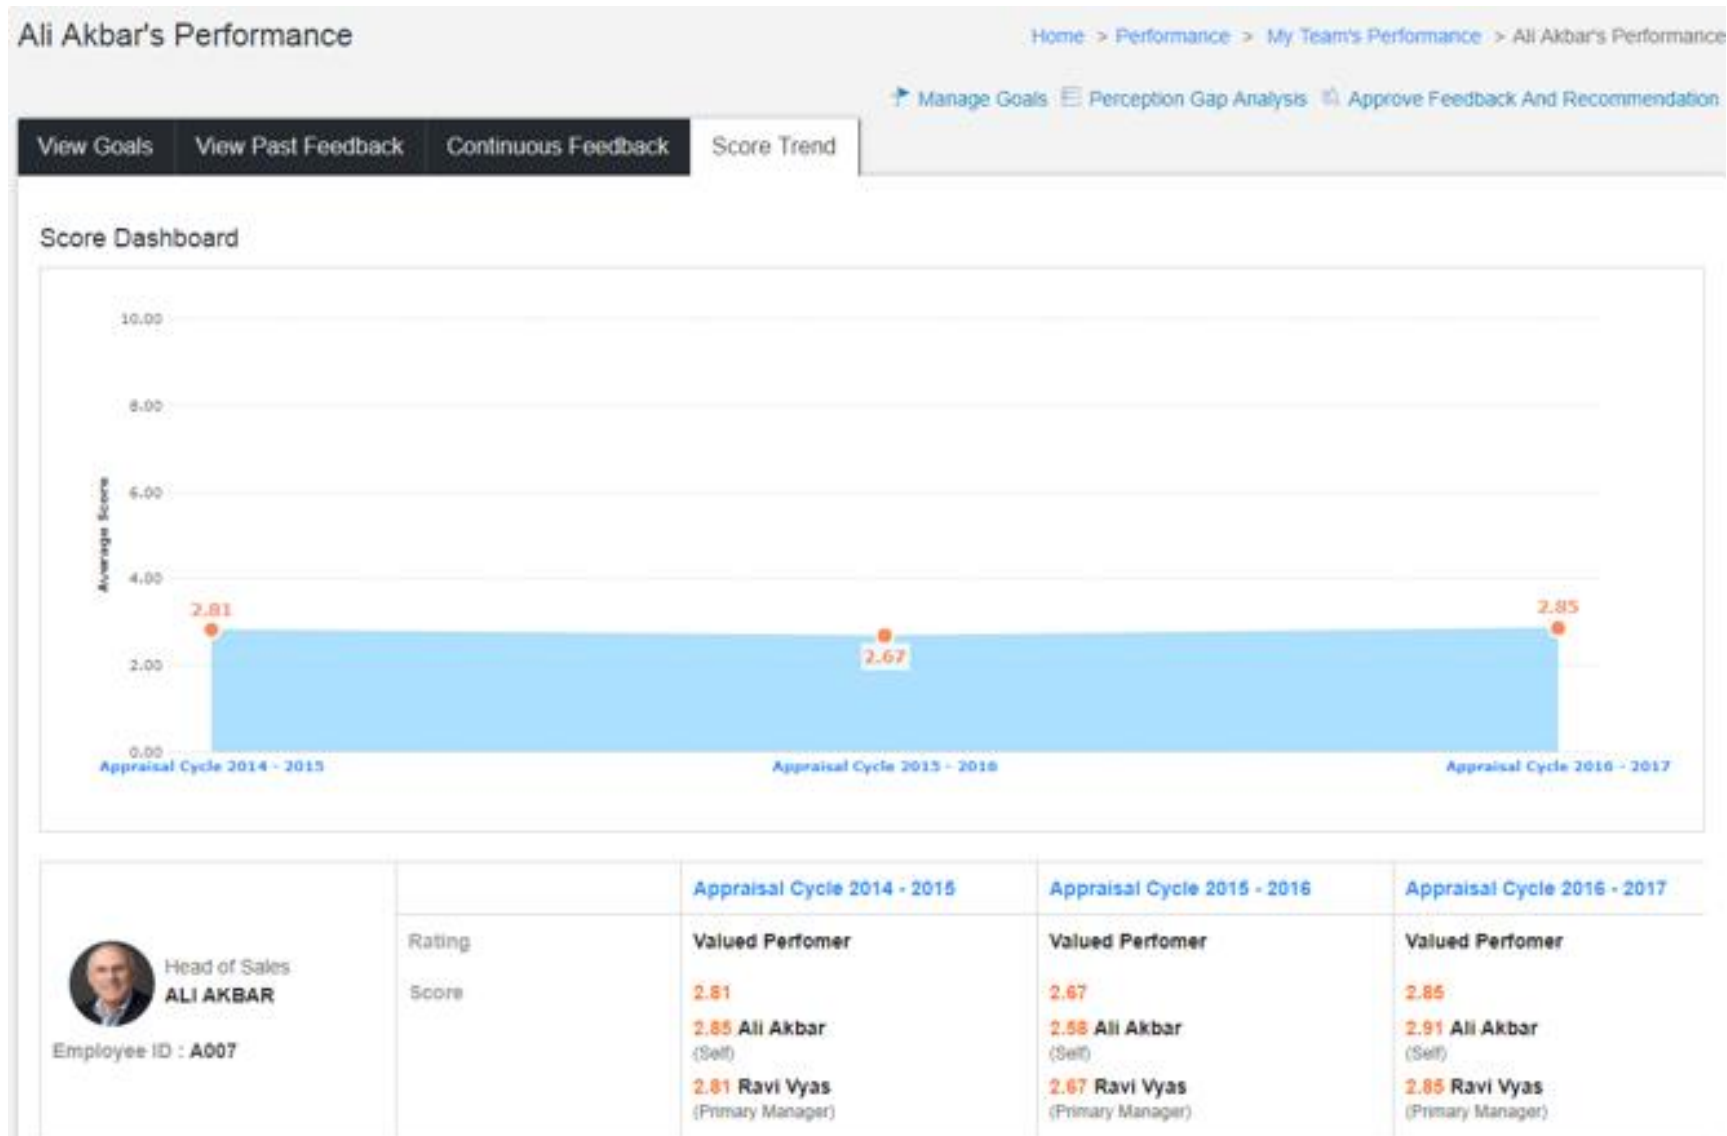 Ali Akbar's Performance
Home > Performance > My Team's Performance > Ali Akbar's Performance
Manage Goals Perception Gap Analysis Approve Feedback And Recommendation
View Goals View Past Feedback Continuous Feedback Score Trend
Score Dashboard
10.00
8.00
6.00
4.00
2.00
0.00
Average Score
2.81
2.67
2.85
Appraisal Cycle 2014 - 2015 Appraisal Cycle 2015 - 2016 Appraisal Cycle 2016 - 2017
Appraisal Cycle 2014 - 2015 Appraisal Cycle 2015 - 2016 Appraisal Cycle 2016 - 2017
Head of Sales
ALI AKBAR
Employee ID : A007
Rating Valued Perfomer Valued Perfomer Valued Perfomer
Score 2.81 2.67 2.85
2.85 Ali Akbar 2.58 Ali Akbar 2.91 Ali Akbar
(Self) (Self) (Self)
2.81 Ravi Vyas 2.67 Ravi Vyas 2.85 Ravi Vyas
(Primary Manager) (Primary Manager) (Primary Manager)